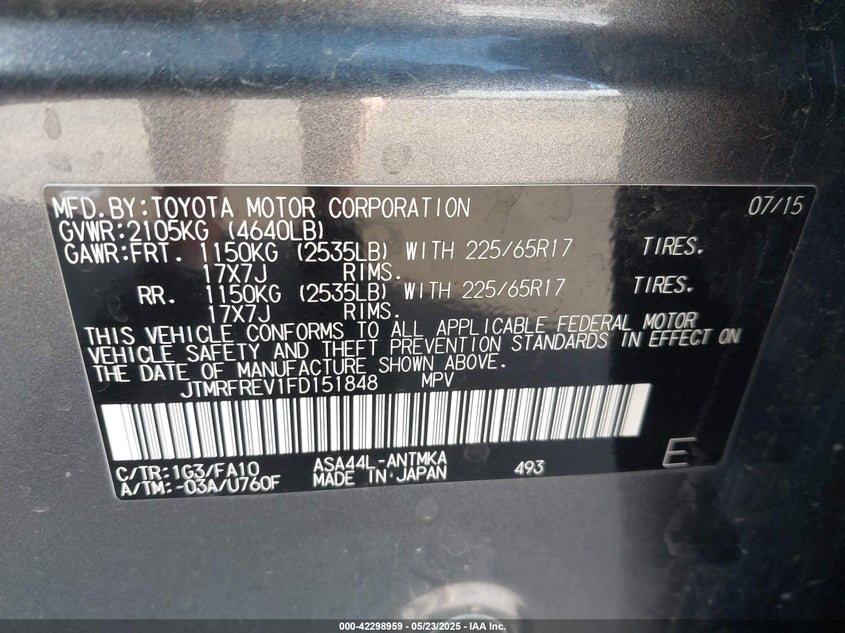 MFD.BY:TOYOTA MOTOR CORPORATION 07/15
GVWR:2105KG (4640LB)
GAWR:FRT. 1150KG (2535LB) WITH 225/65R17 TIRES.
17X7J RIMS.
RR. 1150KG (2535LB) WITH 225/65R17 TIRES.
17X7J RIMS.
THIS VEHICLE CONFORMS TO ALL APPLICABLE FEDERAL MOTOR
VEHICLE SAFETY AND THEFT PREVENTION STANDARDS IN EFFECT ON
THE DATE OF MANUFACTURE SHOWN ABOVE.
JTMRFREV1FD151848 MPV
C/TR:1G3/FA10 ASA44L-ANTMKA 493 E
A/TM:-03A/U760F MADE IN JAPAN
000-42298959 - 05/23/2025 - IAA Inc.